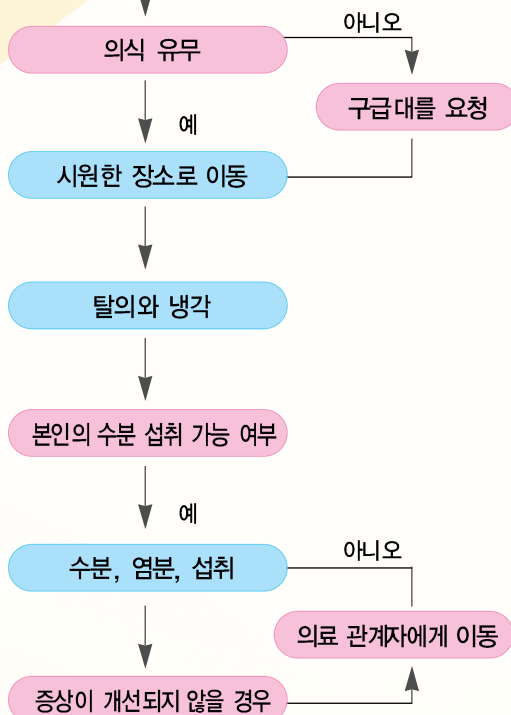 아니오
의식 유무
구급대를 요청
예
시원한 장소로 이동
탈의와 냉각
본인의 수분 섭취 가능 여부
예
아니오
수분, 염분, 섭취
의료 관계자에게 이동
증상이 개선되지 않을 경우